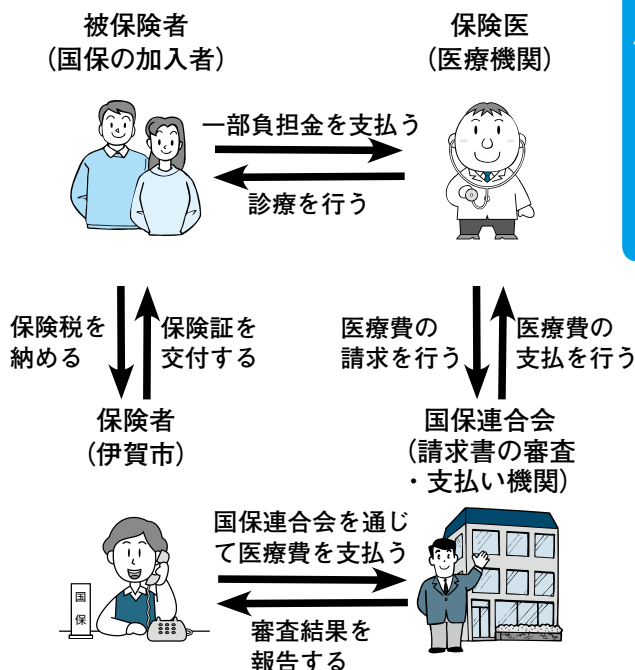 被保険者
(国保の加入者)
保険医
(医療機関)
一部負担金を支払う
診療を行う
保険税を
納める
保険証を
交付する
医療費の
請求を行う
医療費の
支払を行う
保険者
(伊賀市)
国保連合会
(請求書の審査
・支払い機関)
国保連合会を通じ
て医療費を支払う
国
保
審査結果を
報告する